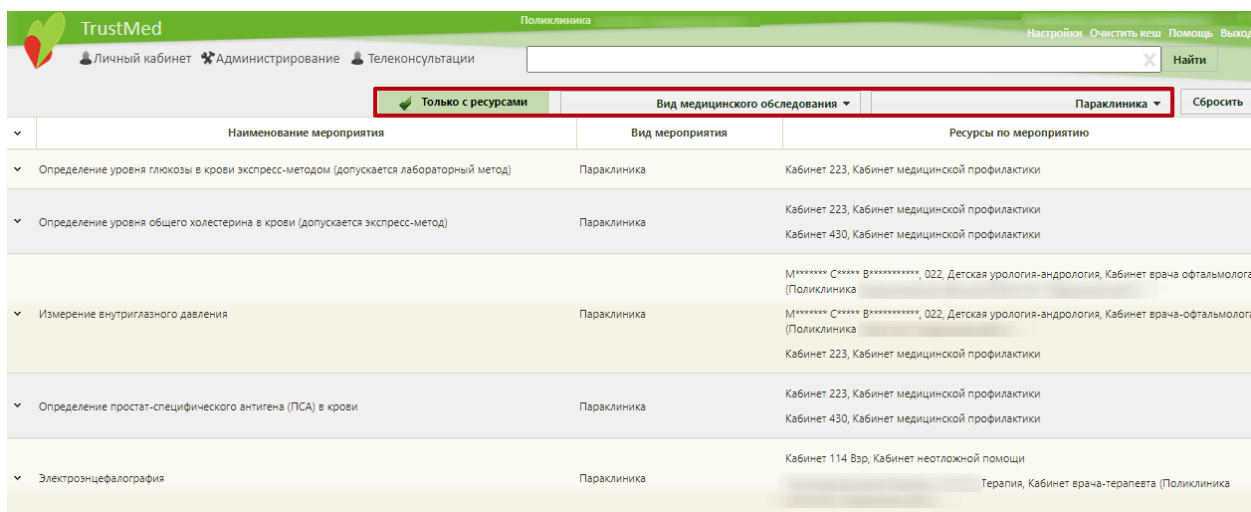 TrustMed
Поликлиника
Настройки Очистить кеш Помощь Выход
Личный кабинет Администрирование Телеконсультации
X Найти
Только с ресурсами Вид медицинского обследования Параклиника Сбросить
Наименование мероприятия Вид мероприятия Ресурсы по мероприятию
Определение уровня глюкозы в крови экспресс-методом (допускается лабораторный метод) Параклиника Кабинет 223, Кабинет медицинской профилактики
Кабинет 223, Кабинет медицинской профилактики
Определение уровня общего холестерина в крови (допускается экспресс-метод) Параклиника
Кабинет 430, Кабинет медицинской профилактики
М******* С***** В***********, 022, Детская урология-андрология, Кабинет врача офтальмолога
(Поликлиника
Измерение внутриглазного давления Параклиника М******* С***** В***********, 022, Детская урология-андрология, Кабинет врача-офтальмолога
(Поликлиника
Кабинет 223, Кабинет медицинской профилактики
Кабинет 223, Кабинет медицинской профилактики
Определение простат-специфического антигена (ПСА) в крови Параклиника
Кабинет 430, Кабинет медицинской профилактики
Кабинет 114 Взр, Кабинет неотложной помощи
Электроэнцефалография Параклиника
Терапия, Кабинет врача-терапевта (Поликлиника